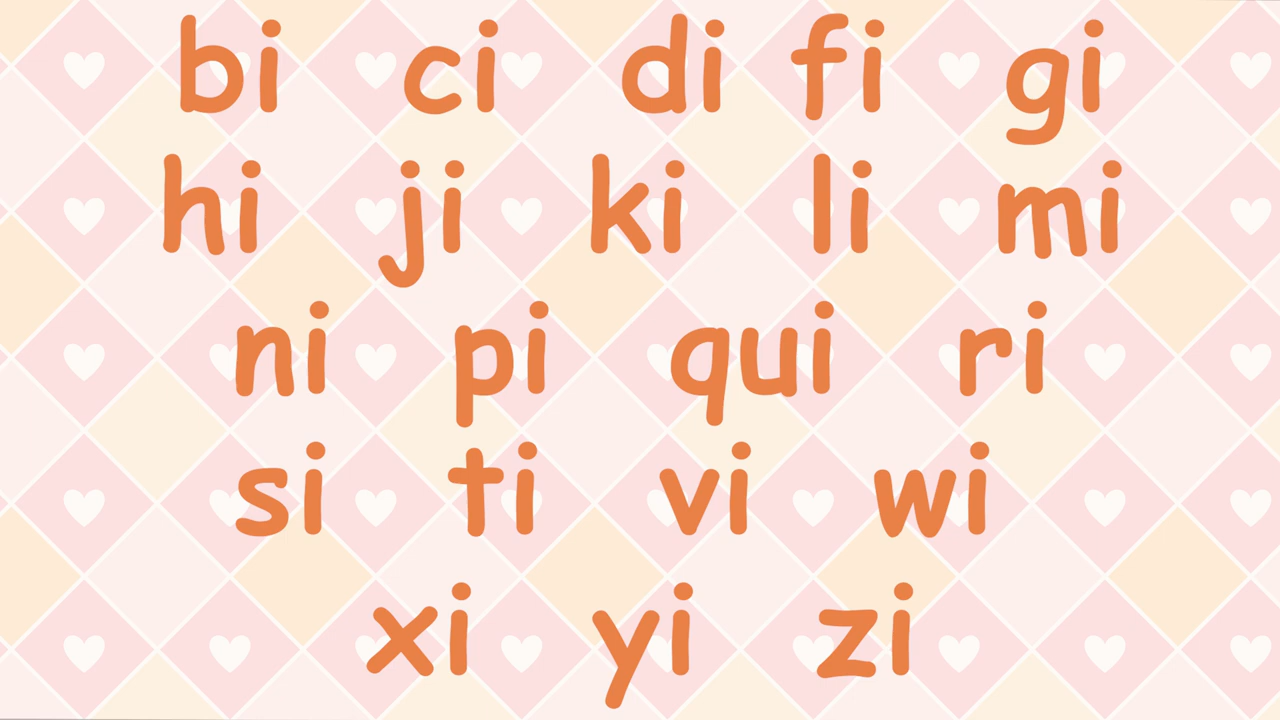 bi ci di fi gi
hi ji ki li mi
ni pi qui ri
si ti vi wi
xi yi zi